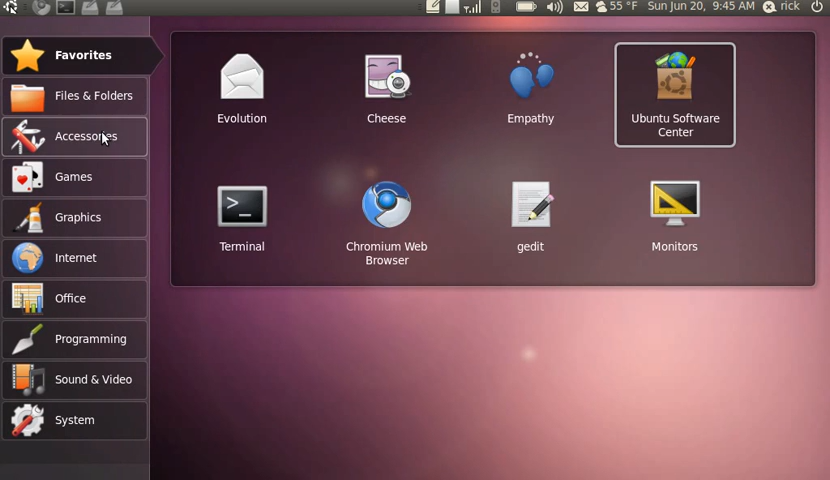 55 °F Sun Jun 20, 9:45 AM rick
Favorites
Files & Folders
Accessories
Games
Graphics
Internet
Office
Programming
Sound & Video
System
Evolution
Cheese
Empathy
Ubuntu Software
Center
Terminal
Chromium Web
Browser
gedit
Monitors